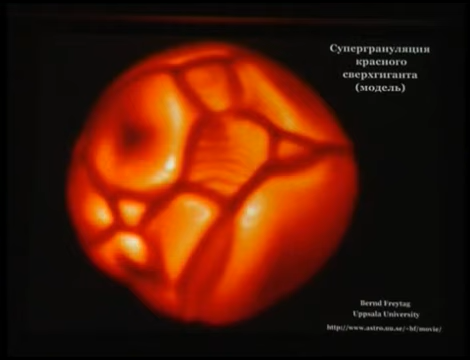 Супергрануляция
красного
сверхгиганта
(модель)
Bernd Freytag
Uppsala University
http://www.astro.uu.se/~bf/movie/